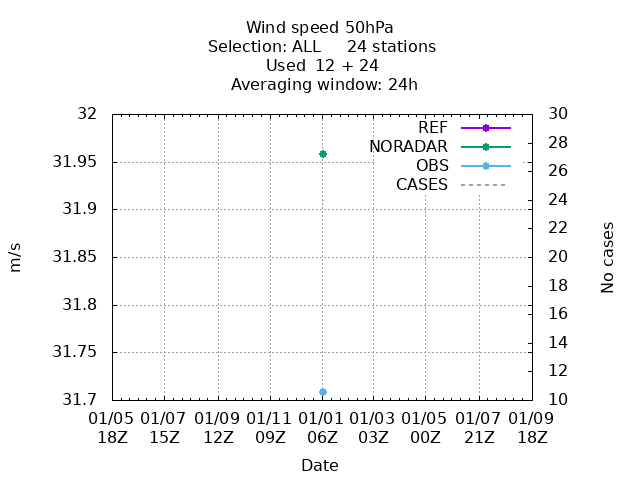 Wind speed 50hPa
Selection: ALL     24 stations
Used  12 + 24
Averaging window: 24h
32
31.95
31.9
31.85
31.8
31.75
31.7
30
28
26
24
22
20
18
16
14
12
10
REF
NORADAR
OBS
CASES
m/s
No cases
01/05 01/07 01/09 01/11 01/01 01/03 01/05 01/07 01/09
18Z 15Z 12Z 09Z 06Z 03Z 00Z 21Z 18Z
Date